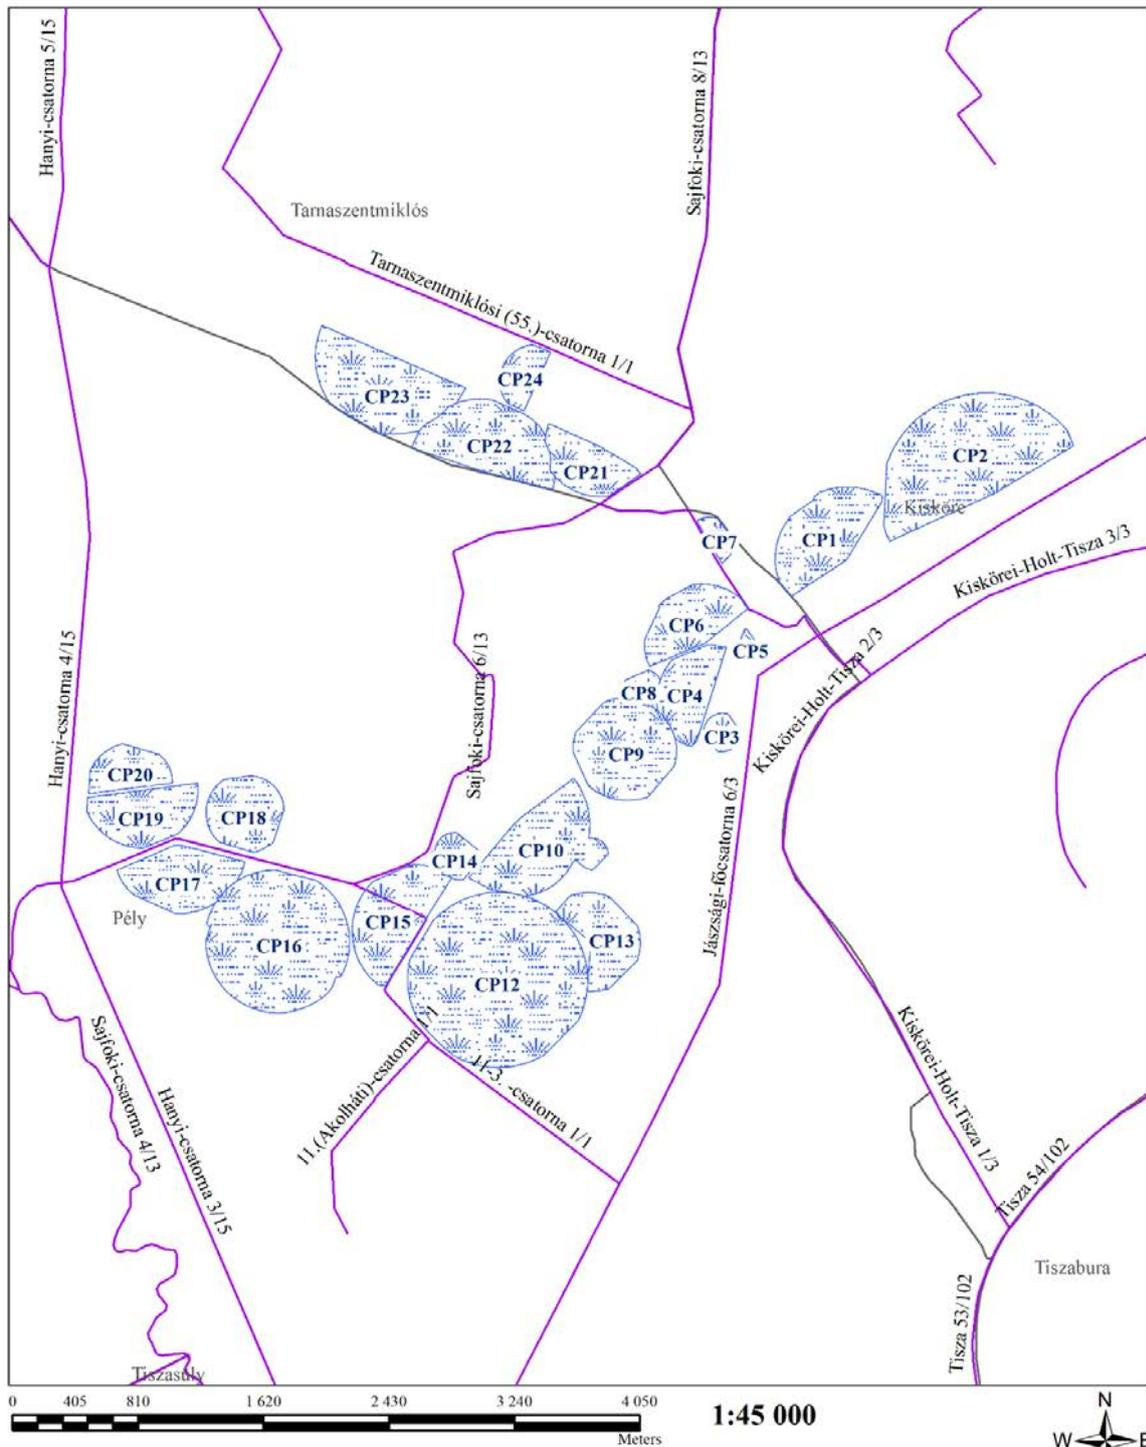 Hanyi-csatorna 5/15
Sajfoki-csatorna 8/13
Tarnaszentmiklós
Tarnaszentmiklósi (55.)-csatorna 1/1
CP24
CP23
CP22
CP21
CP2
Kisköre
CP1
CP7
Kiskörei-Holt-Tisza 3/3
CP6
CP5
Kiskörei-Holt-Tisza 2/3
CP8
CP4
CP3
CP9
Hanyi-csatorna 4/15
Sajfoki-csatorna 6/13
CP20
CP19
CP18
Jászsági-főcsatorna 6/3
CP14
CP10
CP17
Pély
CP15
CP16
CP13
CP12
Sajfoki-csatorna 4/13
Hanyi-csatorna 3/15
11.(Akolháti)-csatorna 1/1
11-3. -csatorna 1/1
Kiskörei-Holt-Tisza 1/3
Tisza 54/102
Tiszabura
Tisza 53/102
Tiszasüly
0 405 810 1 620 2 430 3 240 4 050
Meters
1:45 000
N
W E